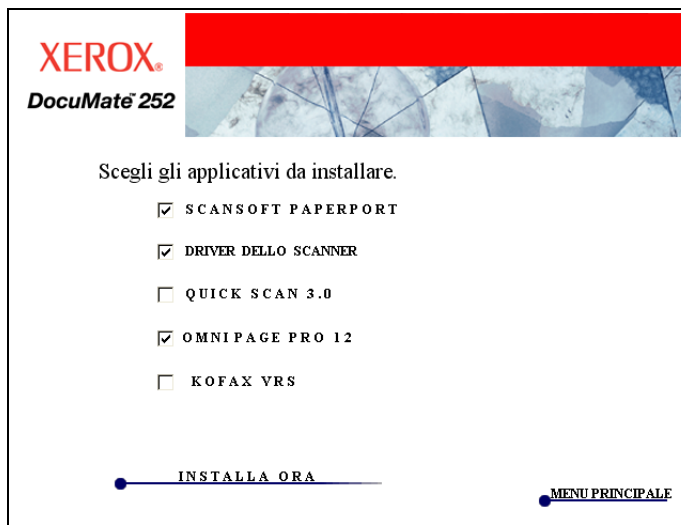 XEROX®
DocuMate™ 252
Scegli gli applicativi da installare.
SCANSOFT PAPERPORT
DRIVER DELLO SCANNER
QUICK SCAN 3.0
OMNIPAGE PRO 12
KOFAX VRS
INSTALLA ORA
MENU PRINCIPALE